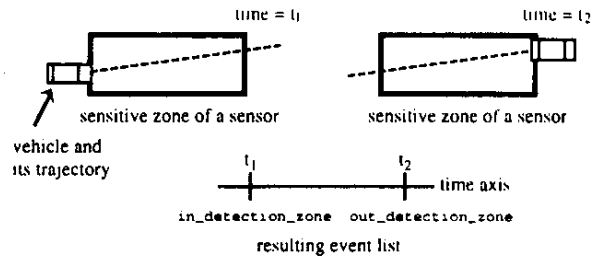 time = t1
time = t2
sensitive zone of a sensor
sensitive zone of a sensor
vehicle and
its trajectory
t1
t2
time axis
in_detection_zone
out_detection_zone
resulting event list